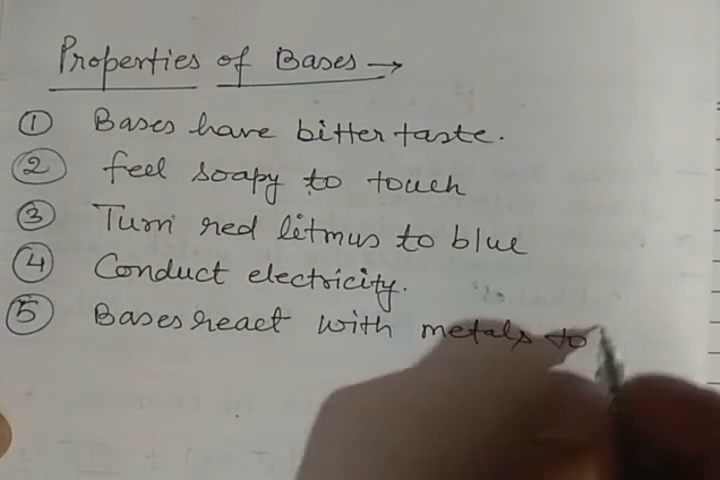 Properties of Bases →
① Bases have bitter taste.
② feel soapy to touch
③ Turn red litmus to blue
④ Conduct electricity.
⑤ Bases react with metals to